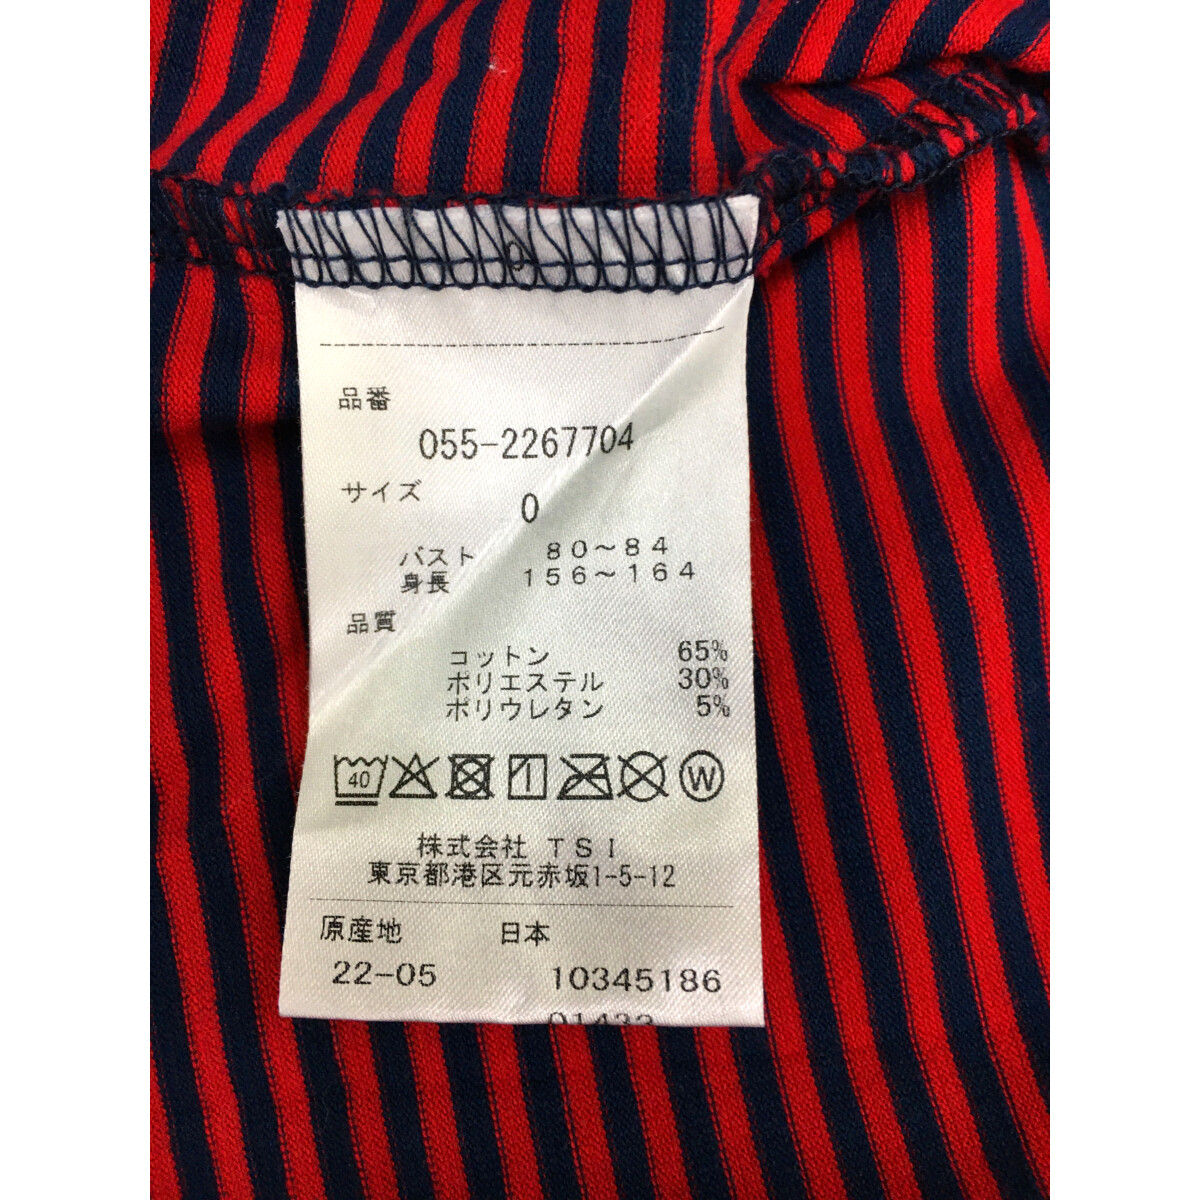 0
品番
055-2267704
サイズ
0
バスト 80～84
身長 156～164
品質
コットン 65%
ポリエステル 30%
ポリウレタン 5%
40 W
株式会社 TSI
東京都港区元赤坂1-5-12
原産地 日本
22-05 10345186